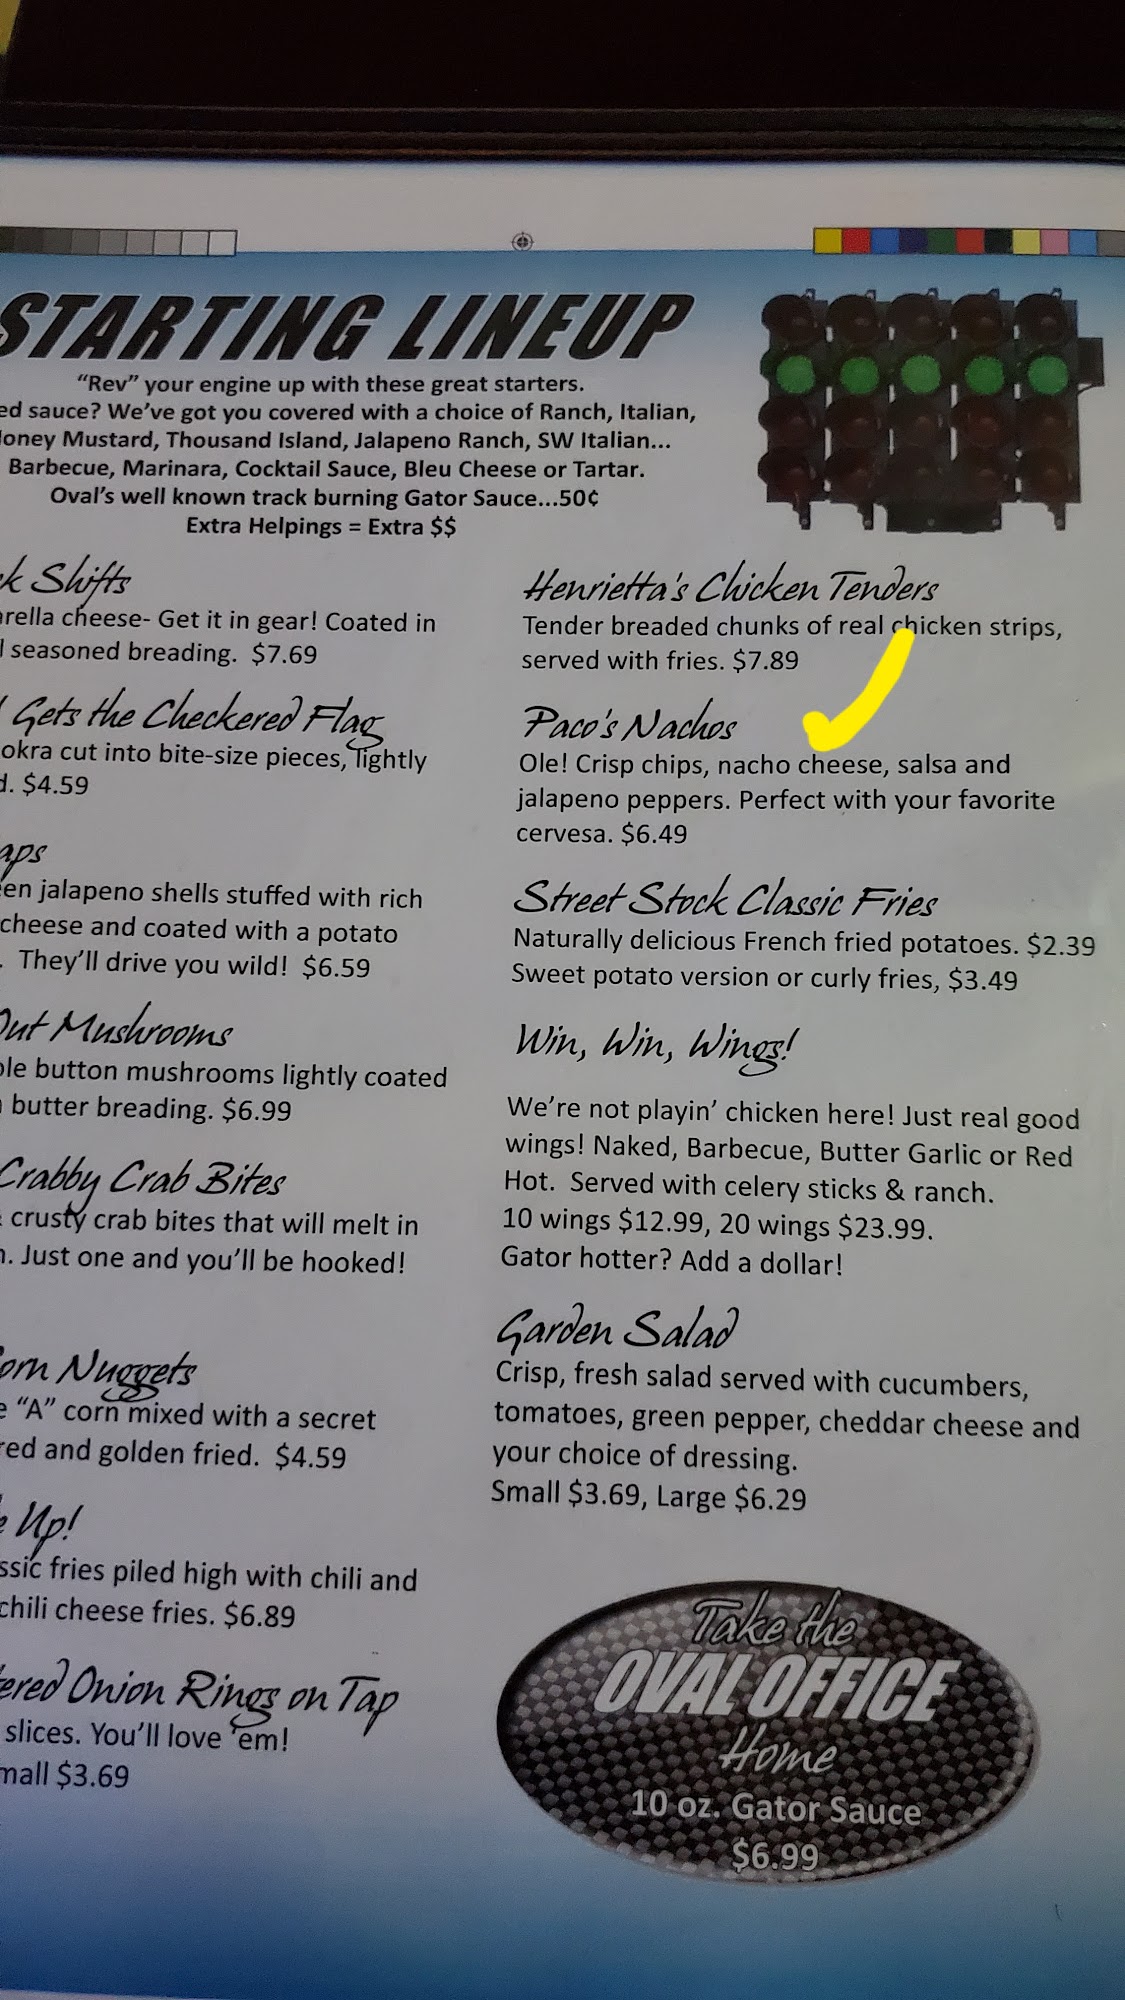 STARTING LINEUP
"Rev" your engine up with these great starters.
sauce? We've got you covered with a choice of Ranch, Italian,
Mustard, Thousand Island, Jalapeno Ranch, SW Italian...
Barbecue, Marinara, Cocktail Sauce, Bleu Cheese or Tartar.
Oval's well known track burning Gator Sauce...50¢
Extra Helpings = Extra $$
Shifts
cheese- Get it in gear! Coated in
seasoned breading. $7.69
Gets the Checkered Flag
okra cut into bite-size pieces, lightly
$4.59
jalapeno shells stuffed with rich
cheese and coated with a potato
They'll drive you wild! $6.59
Out Mushrooms
button mushrooms lightly coated
butter breading. $6.99
Crabby Crab Bites
crusty crab bites that will melt in
Just one and you'll be hooked!
Nuggets
"A" corn mixed with a secret
and golden fried. $4.59
Up!
fries piled high with chili and
chili cheese fries. $6.89
Onion Rings on Tap
slices. You'll love 'em!
$3.69
Henrietta's Chicken Tenders
Tender breaded chunks of real chicken strips,
served with fries. $7.89
Paco's Nachos
Ole! Crisp chips, nacho cheese, salsa and
jalapeno peppers. Perfect with your favorite
cervesa. $6.49
Street Stock Classic Fries
Naturally delicious French fried potatoes. $2.39
Sweet potato version or curly fries, $3.49
Win, Win, Wings!
We're not playin' chicken here! Just real good
wings! Naked, Barbecue, Butter Garlic or Red
Hot. Served with celery sticks & ranch.
10 wings $12.99, 20 wings $23.99.
Gator hotter? Add a dollar!
Garden Salad
Crisp, fresh salad served with cucumbers,
tomatoes, green pepper, cheddar cheese and
your choice of dressing.
Small $3.69, Large $6.29
Take the
OVAL OFFICE
Home
10 oz. Gator Sauce
$6.99